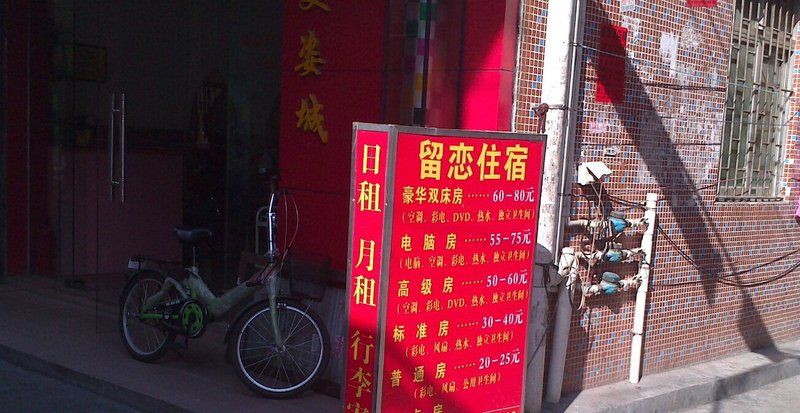 姿城
日租 月租 行李
留恋住宿
豪华双床房……60-80元
(空调、彩电、DVD、热水、独立卫生间)
电脑房……55-75元
(电脑、空调、彩电、热水、独立卫生间)
高级房……50-60元
(空调、彩电、DVD、热水、独立卫生间)
标准房……30-40元
(彩电、风扇、热水、独立卫生间)
普通房……20-25元
(彩电、风扇、公用卫生间)